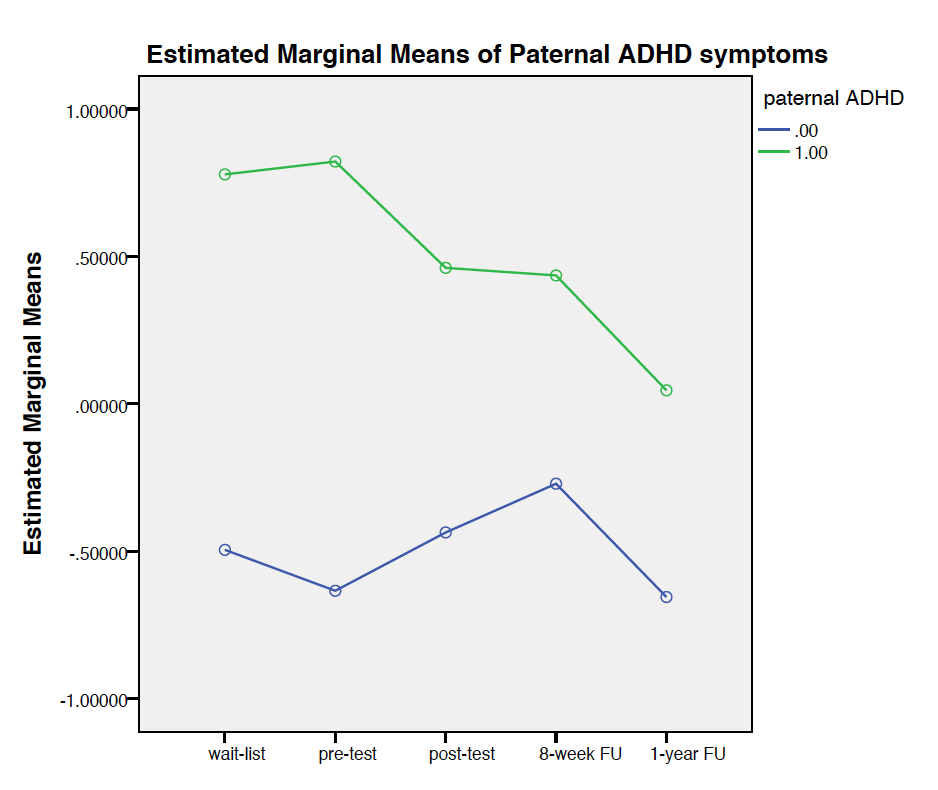 Estimated Marginal Means of Paternal ADHD symptoms
paternal ADHD
.00
1.00
Estimated Marginal Means
1.00000
.50000
.00000
-.50000
-1.00000
wait-list pre-test post-test 8-week FU 1-year FU